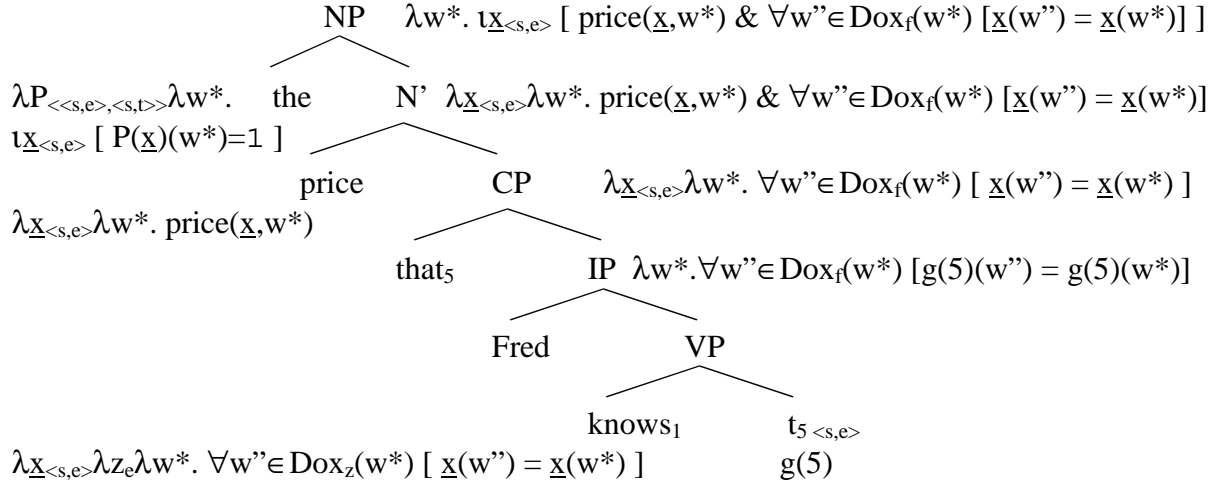 NP λw*. ιx<s,e> [ price(x,w*) & ∀w”∈Doxf(w*) [x(w”) = x(w*)] ]
λP<<s,e>,<s,t>>λw*. the N’ λx<s,e>λw*. price(x,w*) & ∀w”∈Doxf(w*) [x(w”) = x(w*)]
ιx<s,e> [ P(x)(w*)=1 ]
price CP λx<s,e>λw*. ∀w”∈Doxf(w*) [ x(w”) = x(w*) ]
λx<s,e>λw*. price(x,w*)
that5 IP λw*.∀w”∈Doxf(w*) [g(5)(w”) = g(5)(w*)]
Fred VP
knows1 t5 <s,e>
λx<s,e>λzeλw*. ∀w”∈Doxz(w*) [ x(w”) = x(w*) ] g(5)